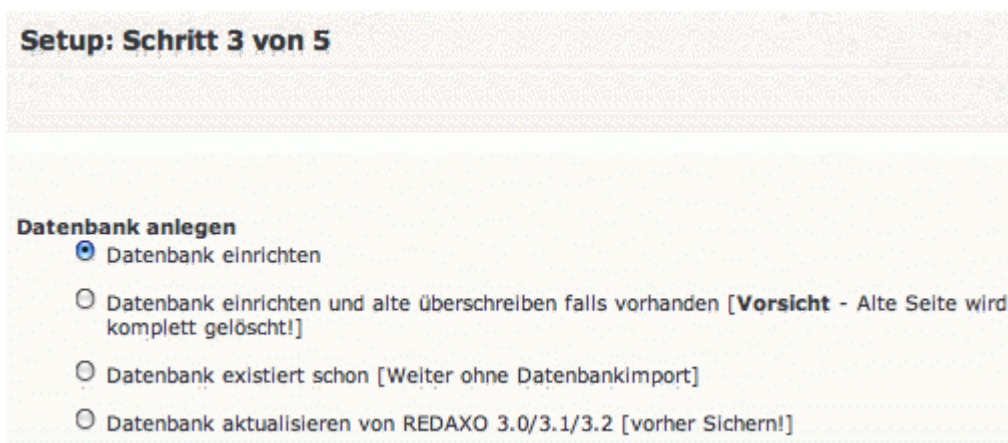 Setup: Schritt 3 von 5
Datenbank anlegen
Datenbank einrichten
Datenbank einrichten und alte überschreiben falls vorhanden [Vorsicht - Alte Seite wird
komplett gelöscht!]
Datenbank existiert schon [Weiter ohne Datenbankimport]
Datenbank aktualisieren von REDAXO 3.0/3.1/3.2 [vorher Sichern!]